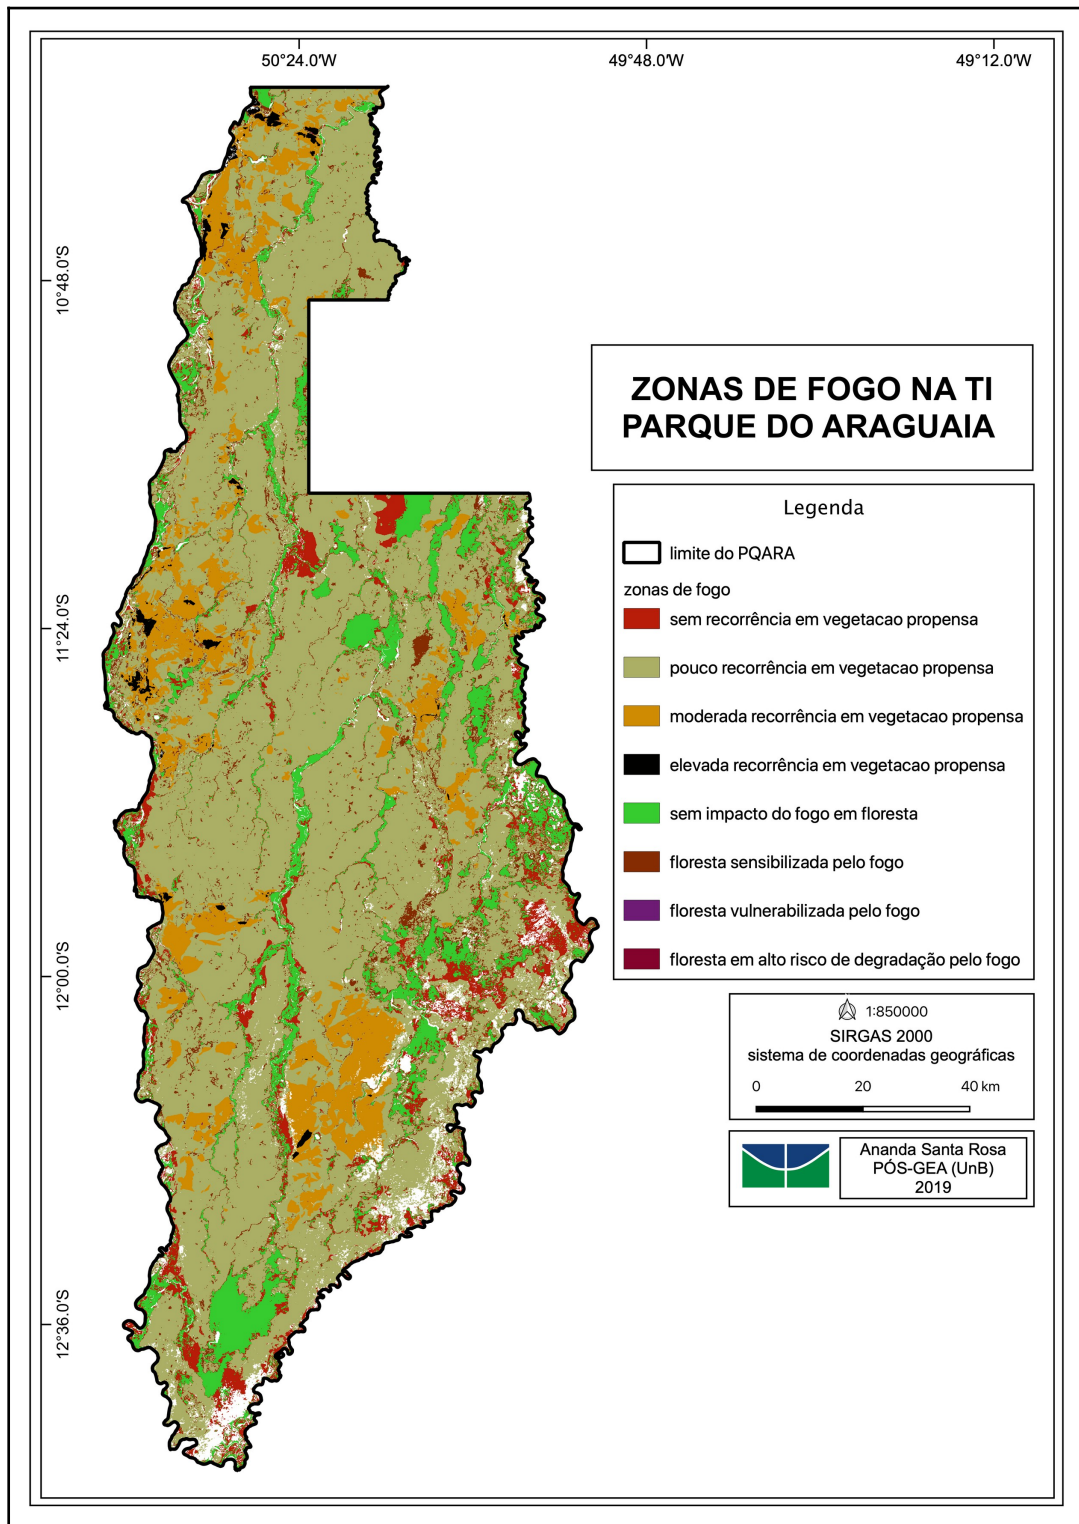 50°24.0'W 49°48.0'W 49°12.0'W
10°48.0'S
11°24.0'S
12°00.0'S
12°36.0'S
ZONAS DE FOGO NA TI
PARQUE DO ARAGUAIA
Legenda
limite do PQARA
zonas de fogo
sem recorrência em vegetacao propensa
pouco recorrência em vegetacao propensa
moderada recorrência em vegetacao propensa
elevada recorrência em vegetacao propensa
sem impacto do fogo em floresta
floresta sensibilizada pelo fogo
floresta vulnerabilizada pelo fogo
floresta em alto risco de degradação pelo fogo
1:850000
SIRGAS 2000
sistema de coordenadas geográficas
0 20 40 km
Ananda Santa Rosa
PÓS-GEA (UnB)
2019